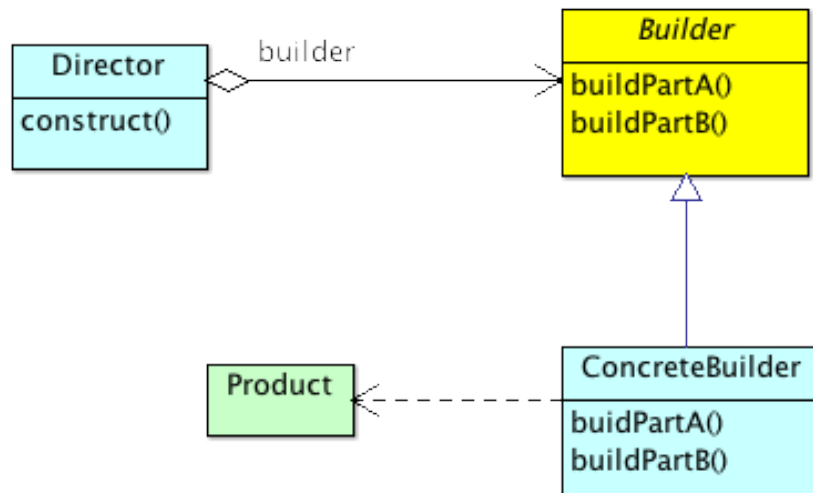 Director
construct()
builder
Builder
buildPartA()
buildPartB()
Product
ConcreteBuilder
buidPartA()
buildPartB()